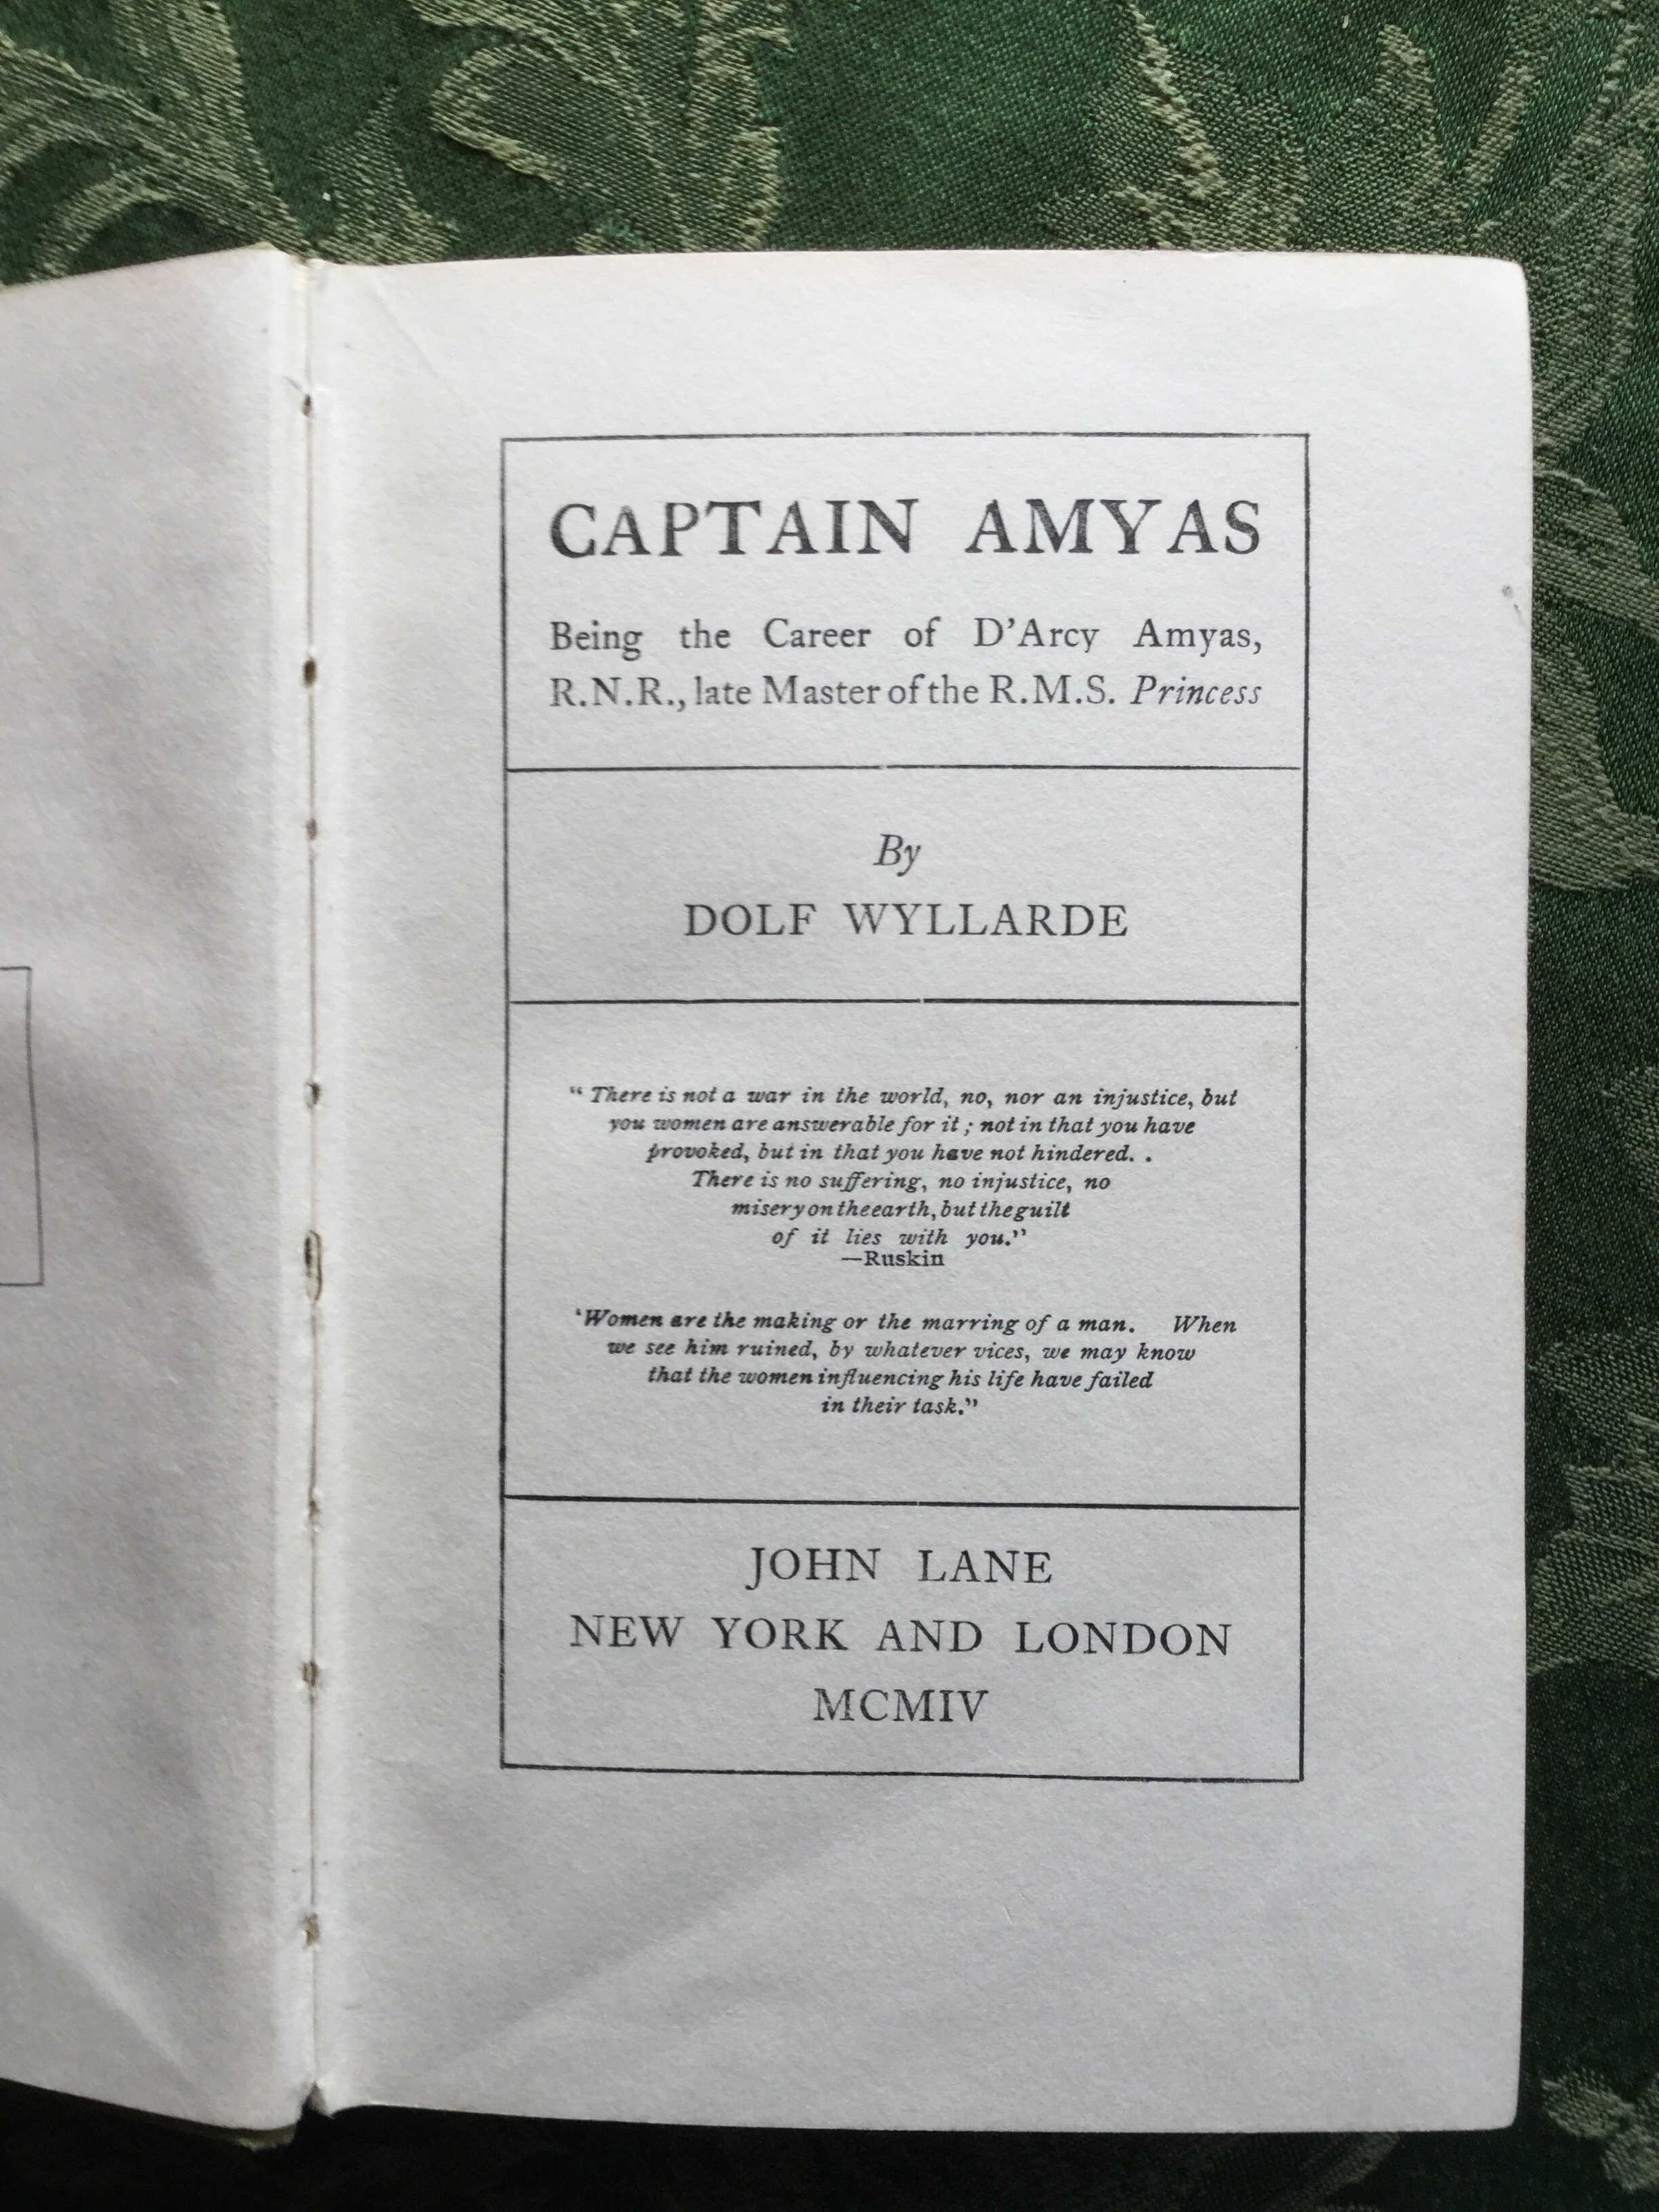 CAPTAIN AMYAS
Being the Career of D'Arcy Amyas,
R.N.R., late Master of the R.M.S. Princess
By
DOLF WYLLARDE
"There is not a war in the world, no, nor an injustice, but
you women are answerable for it; not in that you have
provoked, but in that you have not hindered. .
There is no suffering, no injustice, no
misery on the earth, but the guilt
of it lies with you."
—Ruskin
'Women are the making or the marring of a man. When
we see him ruined, by whatever vices, we may know
that the women influencing his life have failed
in their task."
JOHN LANE
NEW YORK AND LONDON
MCMIV